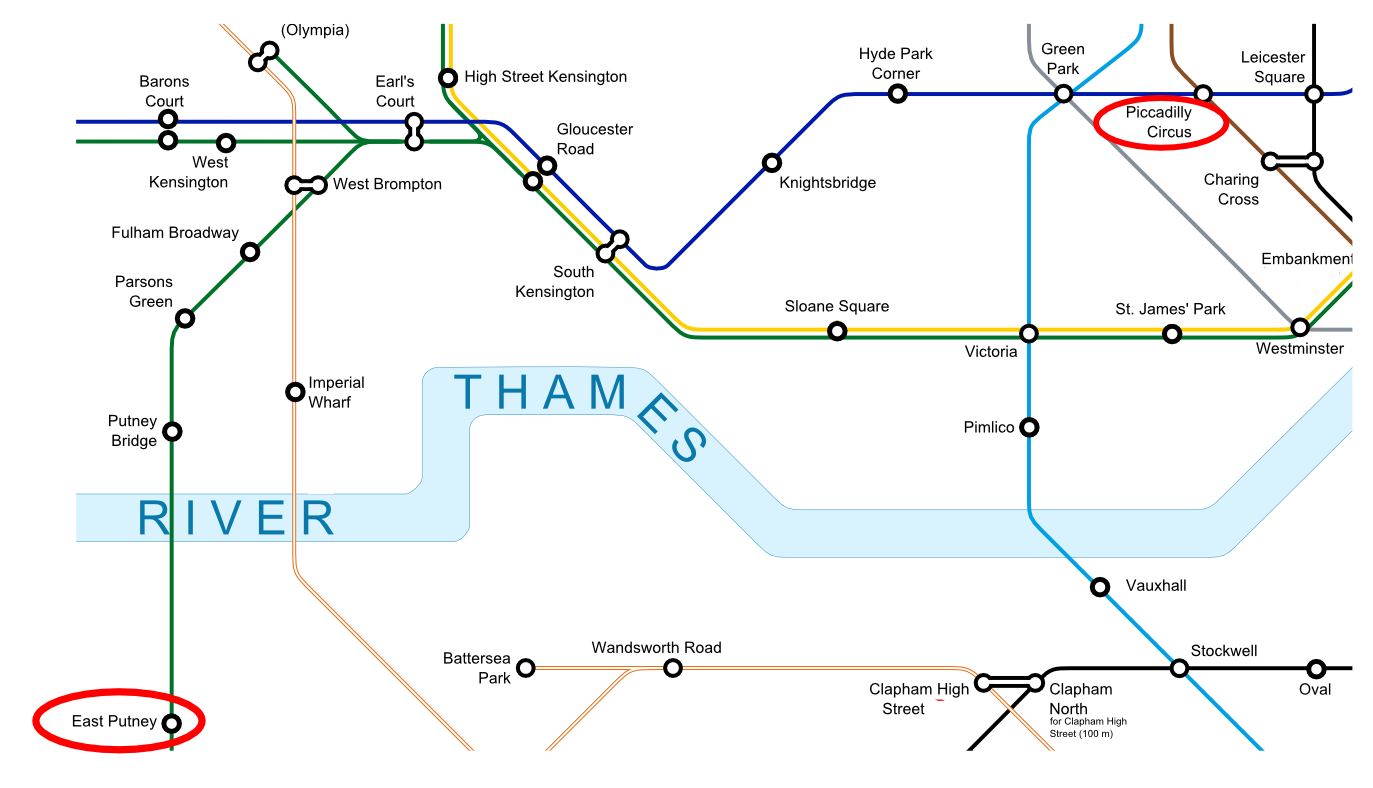 (Olympia)
Barons
Court
Earl's
Court
High Street Kensington
Hyde Park
Corner
Green
Park
Leicester
Square
Piccadilly
Circus
Gloucester
Road
West
Kensington
West Brompton
Knightsbridge
Charing
Cross
Fulham Broadway
Embankment
Parsons
Green
South
Kensington
Sloane Square
St. James' Park
Victoria
Westminster
Imperial
Wharf
THAMES
Putney
Bridge
Pimlico
RIVER
Vauxhall
Battersea
Park
Wandsworth Road
Stockwell
Clapham High
Street
Clapham
North
for Clapham High
Street (100 m)
Oval
East Putney